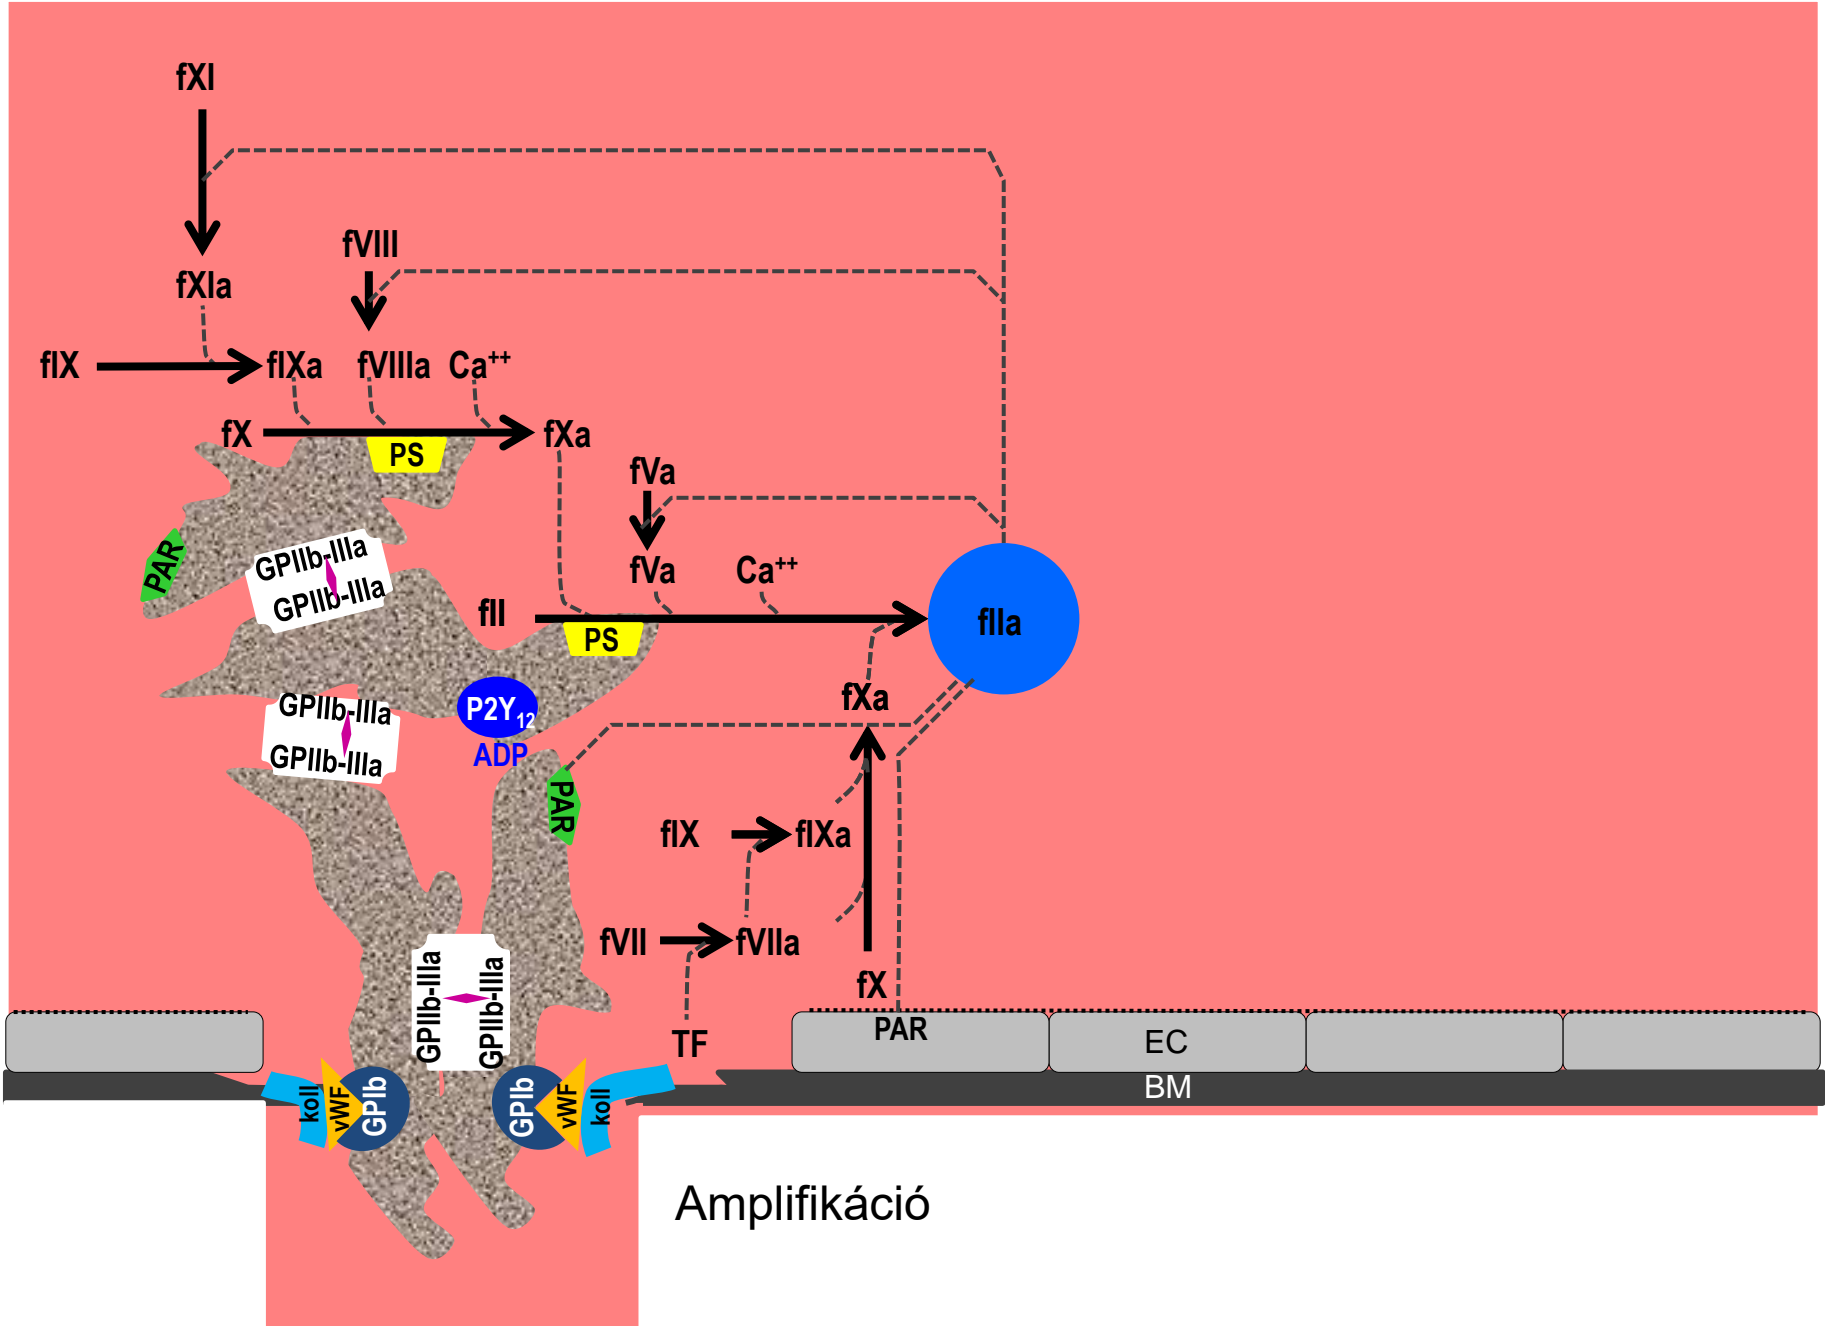 fXI
fVIII
fXIa
fIX
fIXa
fVIIIa
Ca++
fX
fXa
PS
fVa
PAR
GPIIb-IIIa
GPIIb-IIIa
fVa
Ca++
fII
fIIa
PS
fXa
GPIIb-IIIa
P2Y12
GPIIb-IIIa
ADP
PAR
fIX
fIXa
fVII
fVIIa
GPIIb-IIIa
GPIIb-IIIa
fX
TF
PAR
EC
BM
koll
vWF
GPIb
GPIb
vWF
koll
Amplifikáció